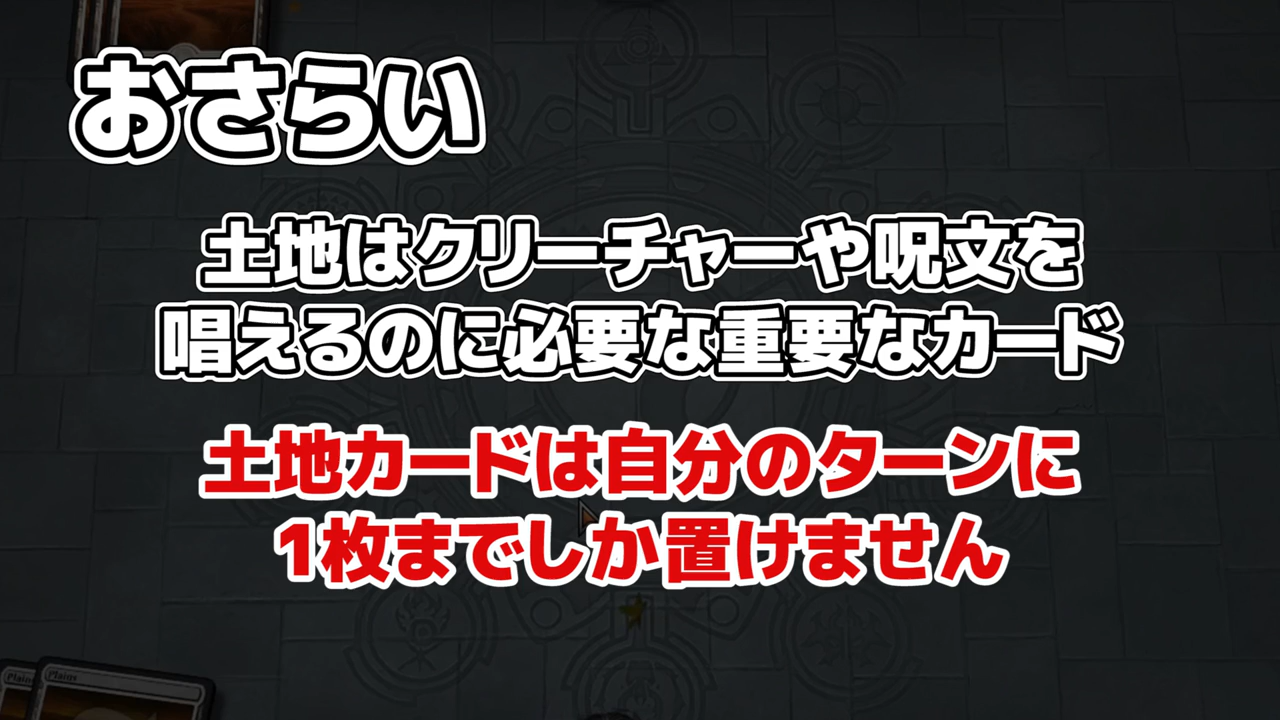 おさらい
土地はクリーチャーや呪文を
唱えるのに必要な重要なカード
土地カードは自分のターンに
1枚までしか置けません
Plains
Plains